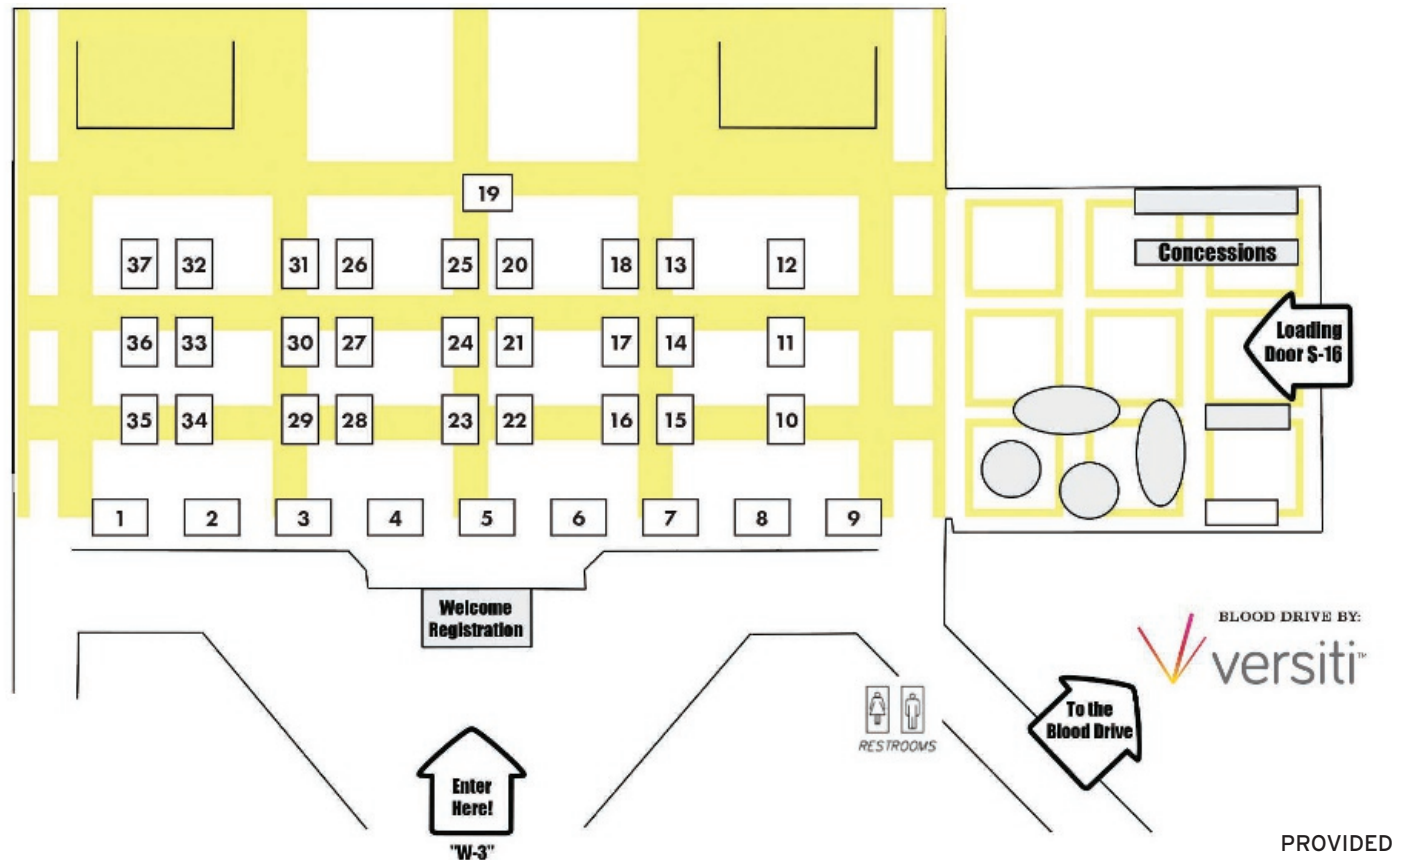 19
37 32 31 26 25 20 18 13 12
Concessions
36 33 30 27 24 21 17 14 11
Loading
Door S-16
35 34 29 28 23 22 16 15 10
1 2 3 4 5 6 7 8 9
Welcome
Registration
BLOOD DRIVE BY:
versiti™
To the
Blood Drive
RESTROOMS
Enter
Here!
"W-3"
PROVIDED